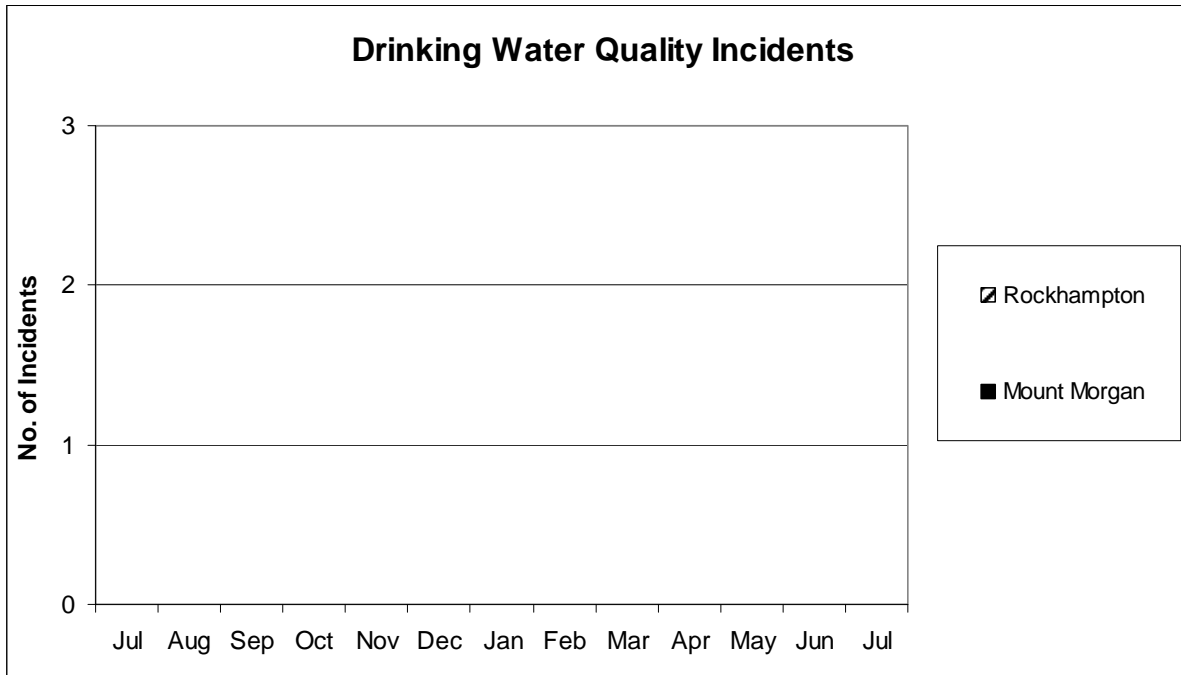 Drinking Water Quality Incidents
No. of Incidents
3
2
1
0
Jul Aug Sep Oct Nov Dec Jan Feb Mar Apr May Jun Jul
Rockhampton
Mount Morgan